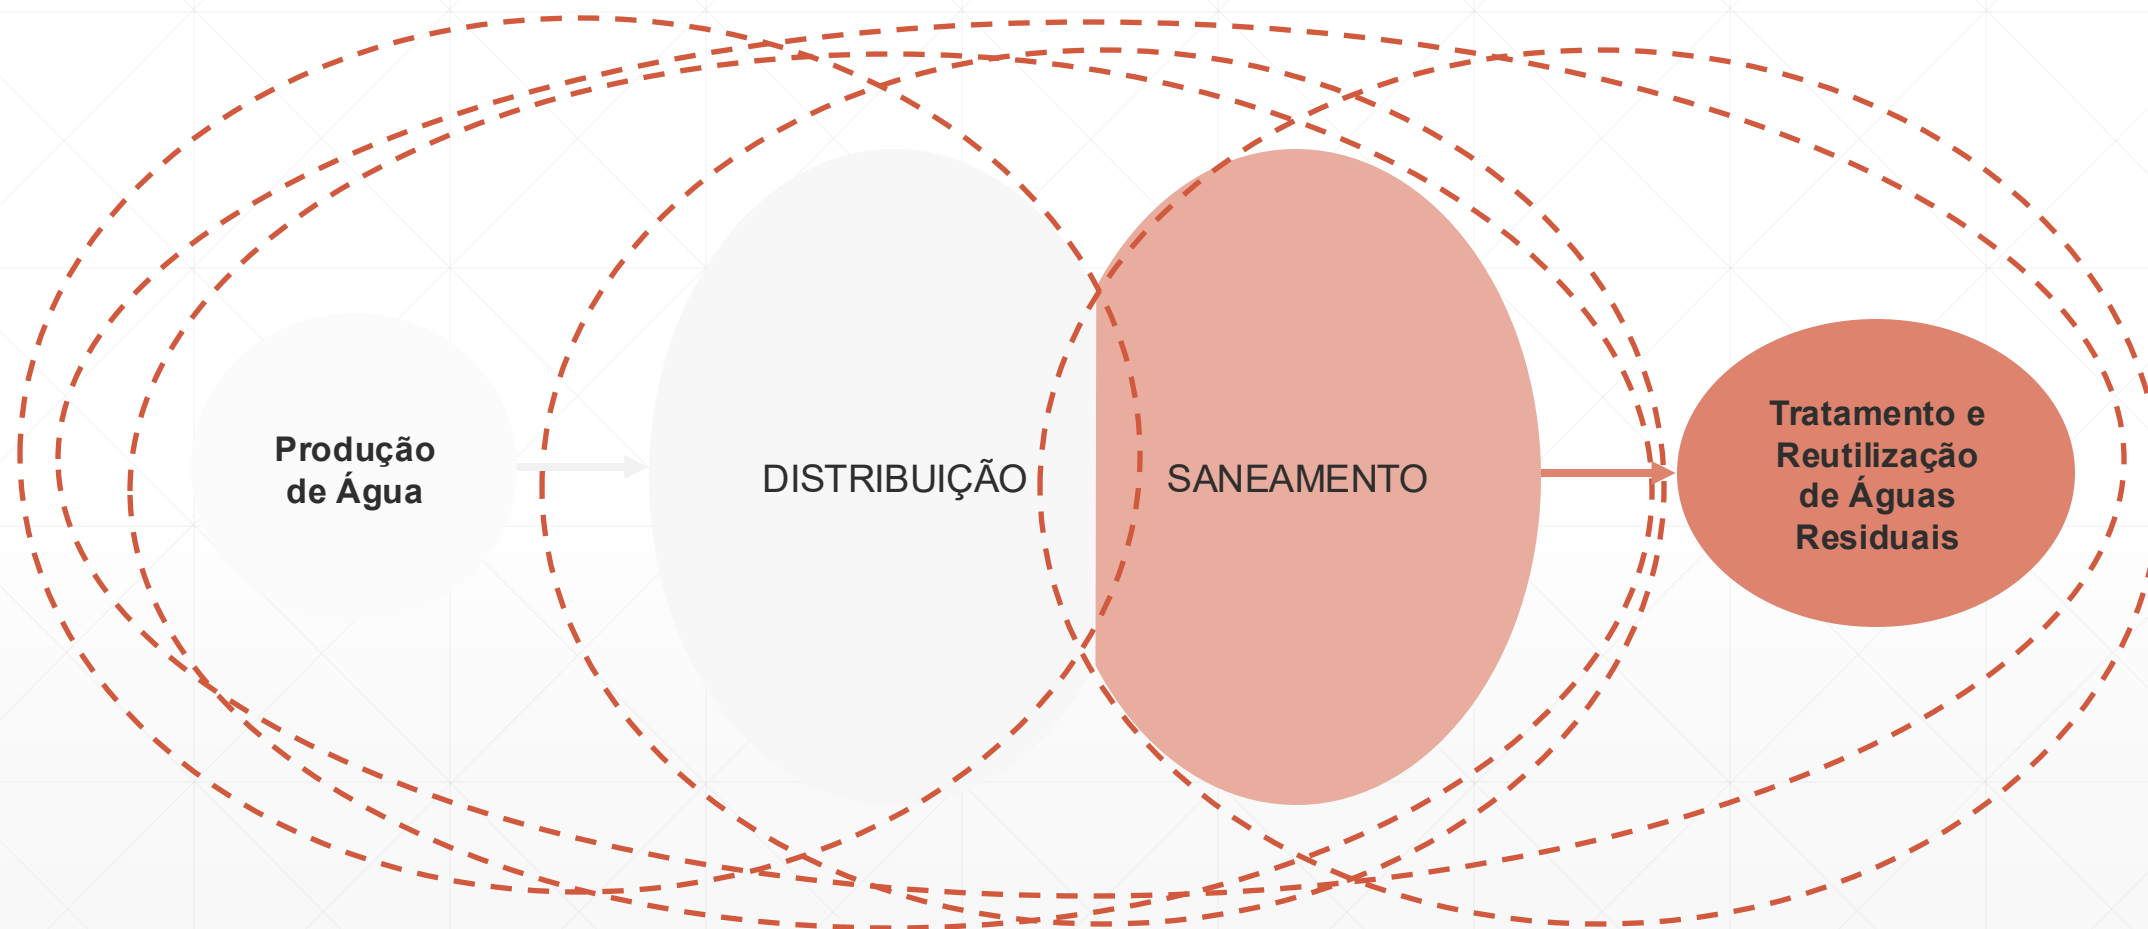 Produção
de Água
DISTRIBUIÇÃO
SANEAMENTO
Tratamento e
Reutilização
de Águas
Residuais